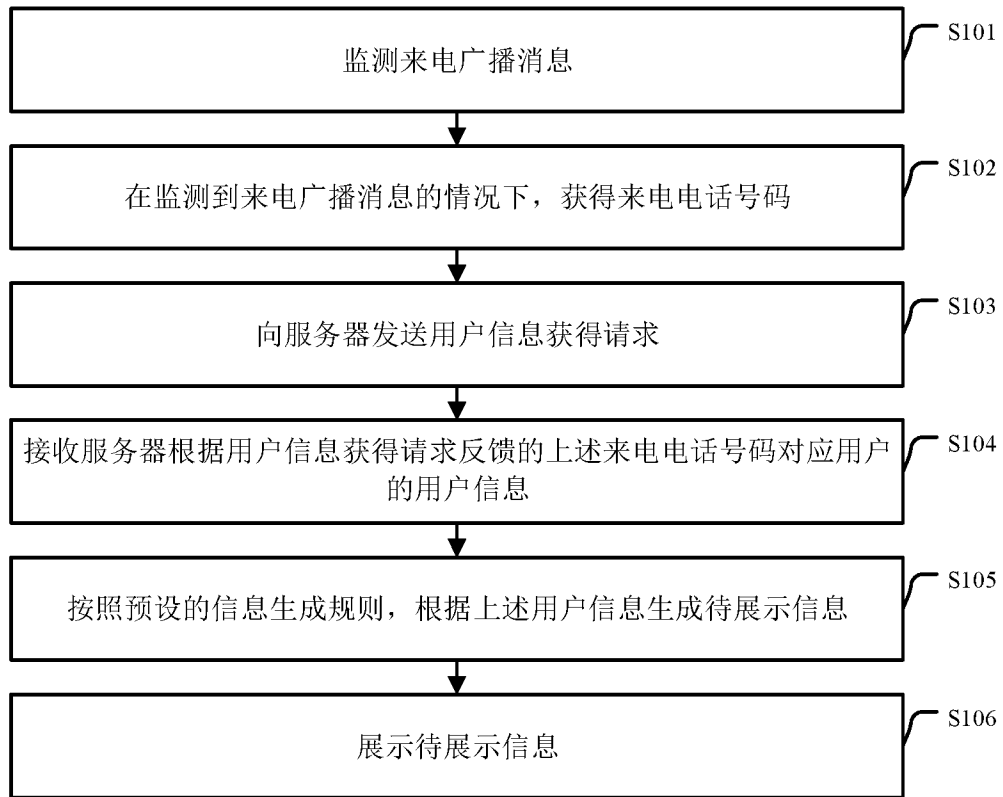 监测来电广播消息
S101
在监测到来电广播消息的情况下，获得来电电话号码
S102
向服务器发送用户信息获得请求
S103
接收服务器根据用户信息获得请求反馈的上述来电电话号码对应用户
的用户信息
S104
按照预设的信息生成规则，根据上述用户信息生成待展示信息
S105
展示待展示信息
S106